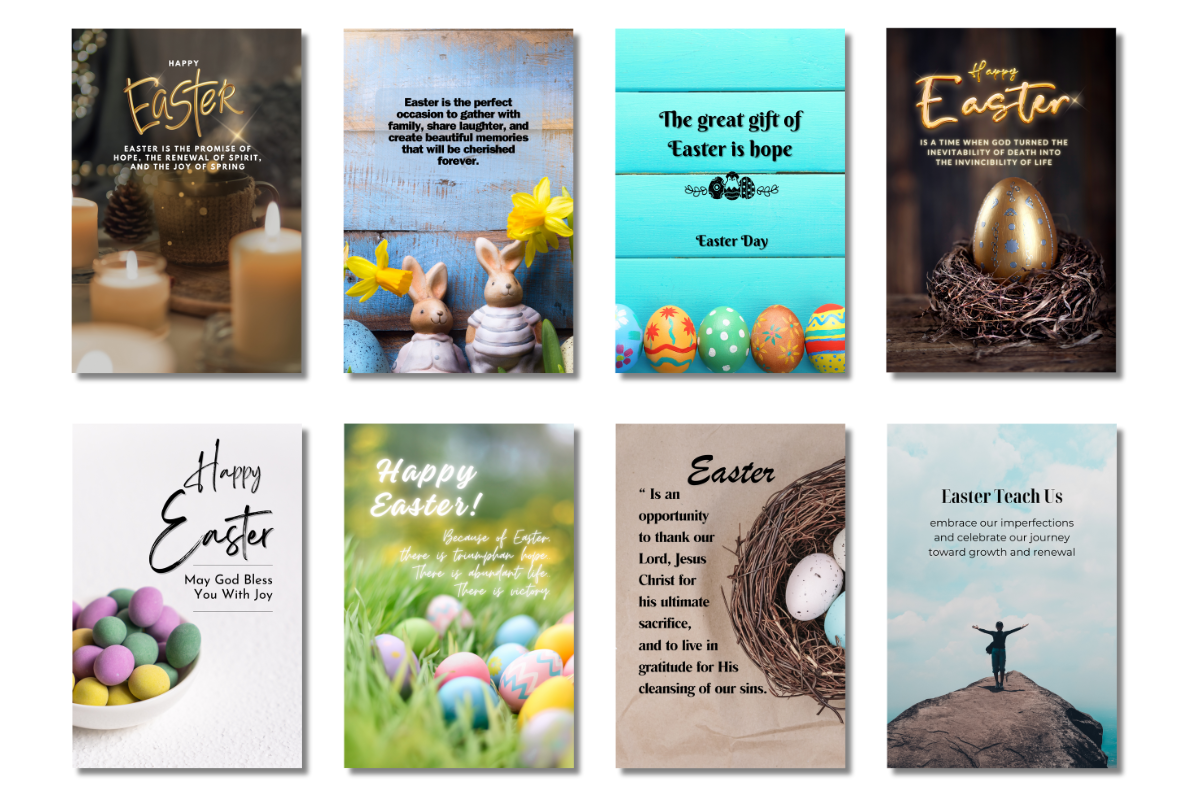 HAPPY
Easter
EASTER IS THE PROMISE OF
HOPE, THE RENEWAL OF SPIRIT,
AND THE JOY OF SPRING
Easter is the perfect
occasion to gather with
family, share laughter, and
create beautiful memories
that will be cherished
forever.
The great gift of
Easter is hope
Easter Day
Happy
Easter
IS A TIME WHEN GOD TURNED THE
INEVITABILITY OF DEATH INTO
THE INVINCIBILITY OF LIFE
Happy
Easter
May God Bless
You With Joy
Happy
Easter!
Because of Easter,
there is triumphan hope.
There is abundant life.
There is victory.
Easter
“ Is an
opportunity
to thank our
Lord, Jesus
Christ for
his ultimate
sacrifice,
and to live in
gratitude for His
cleansing of our sins.
Easter Teach Us
embrace our imperfections
and celebrate our journey
toward growth and renewal